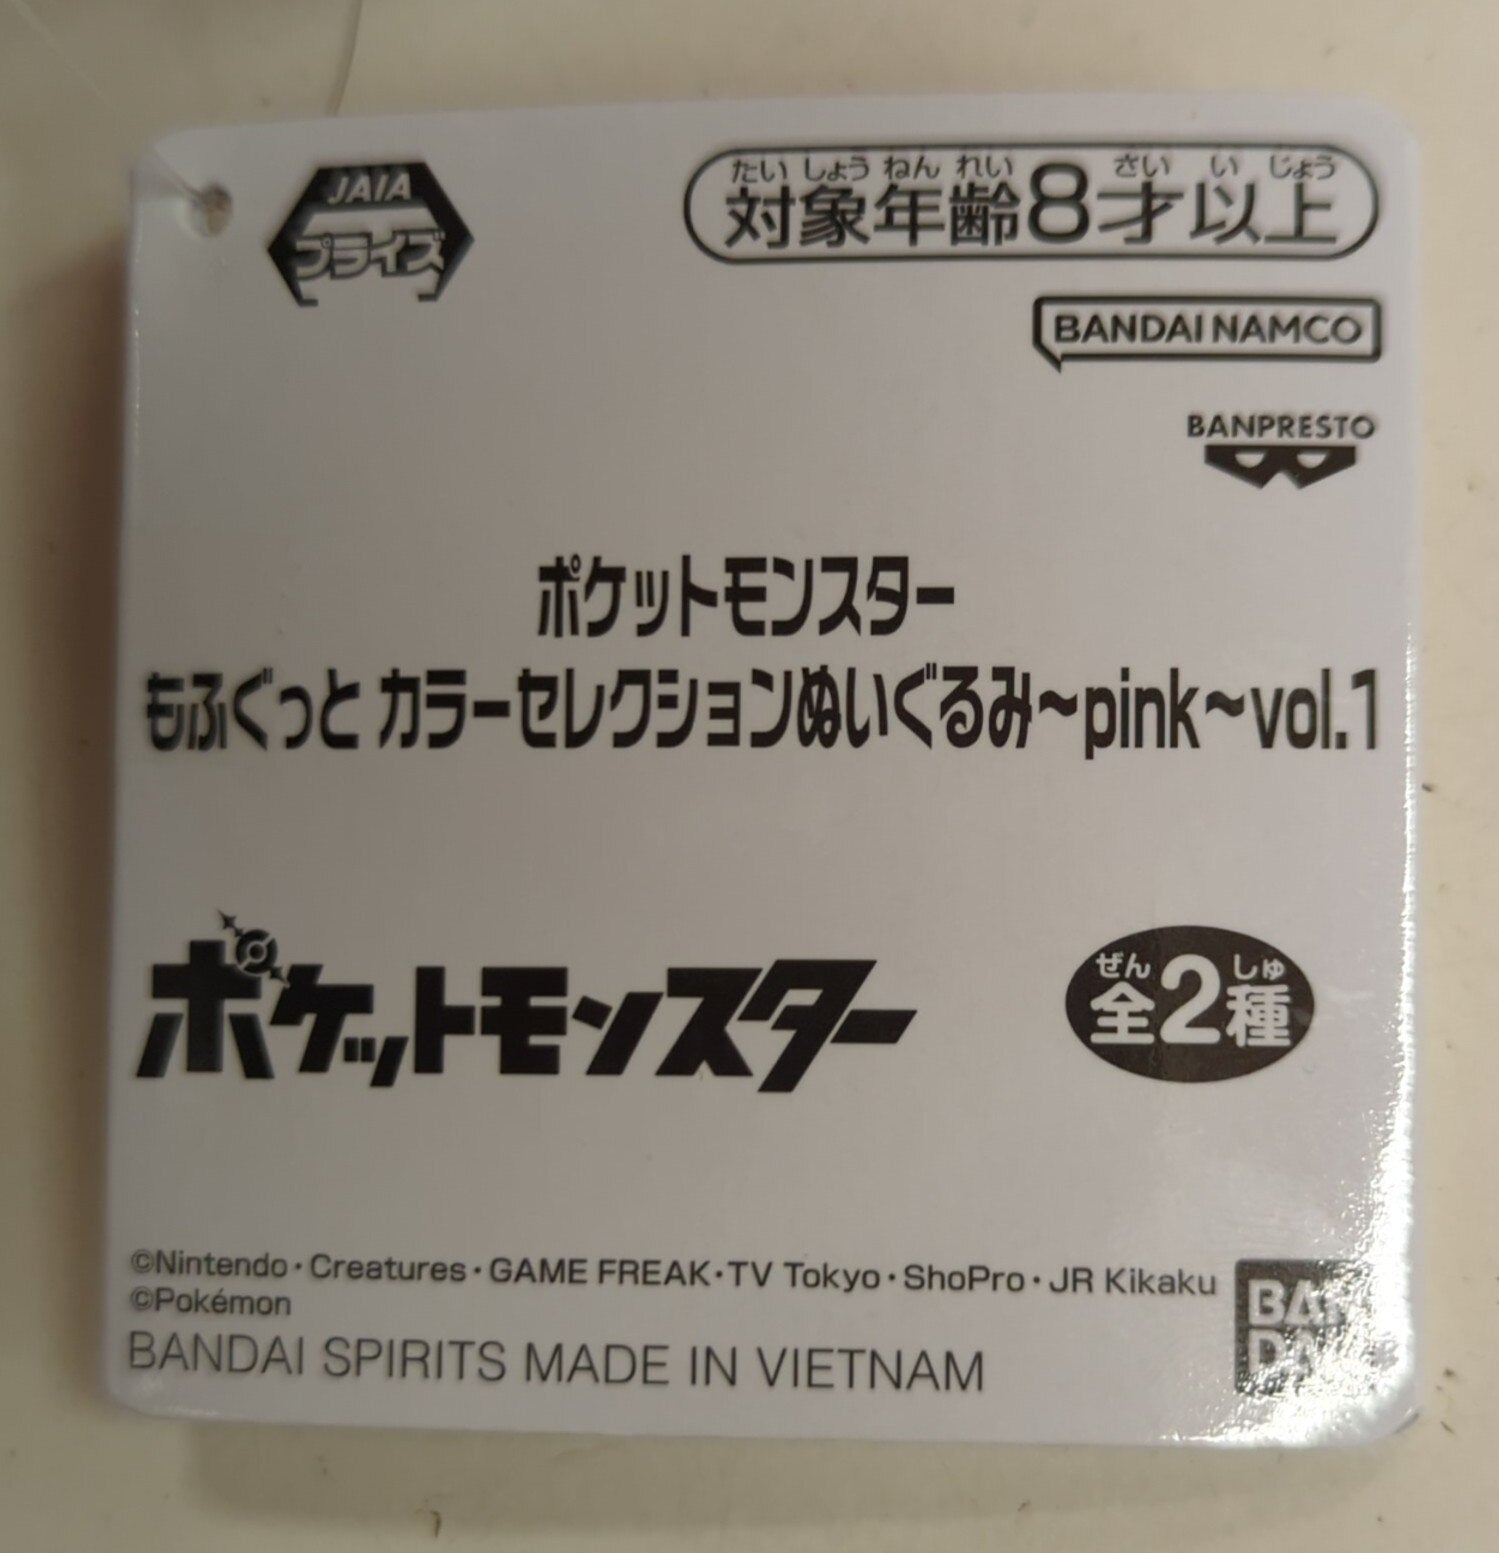 JAIA
プライズ
たいしょうねんれい さい いじょう
対象年齢8才以上
BANDAI NAMCO
BANPRESTO
ポケットモンスター
もふぐっと カラーセレクションぬいぐるみ~pink~vol.1
ポケットモンスター
ぜん しゅ
全2種
©Nintendo・Creatures・GAME FREAK・TV Tokyo・ShoPro・JR Kikaku
©Pokémon
BANDAI SPIRITS MADE IN VIETNAM